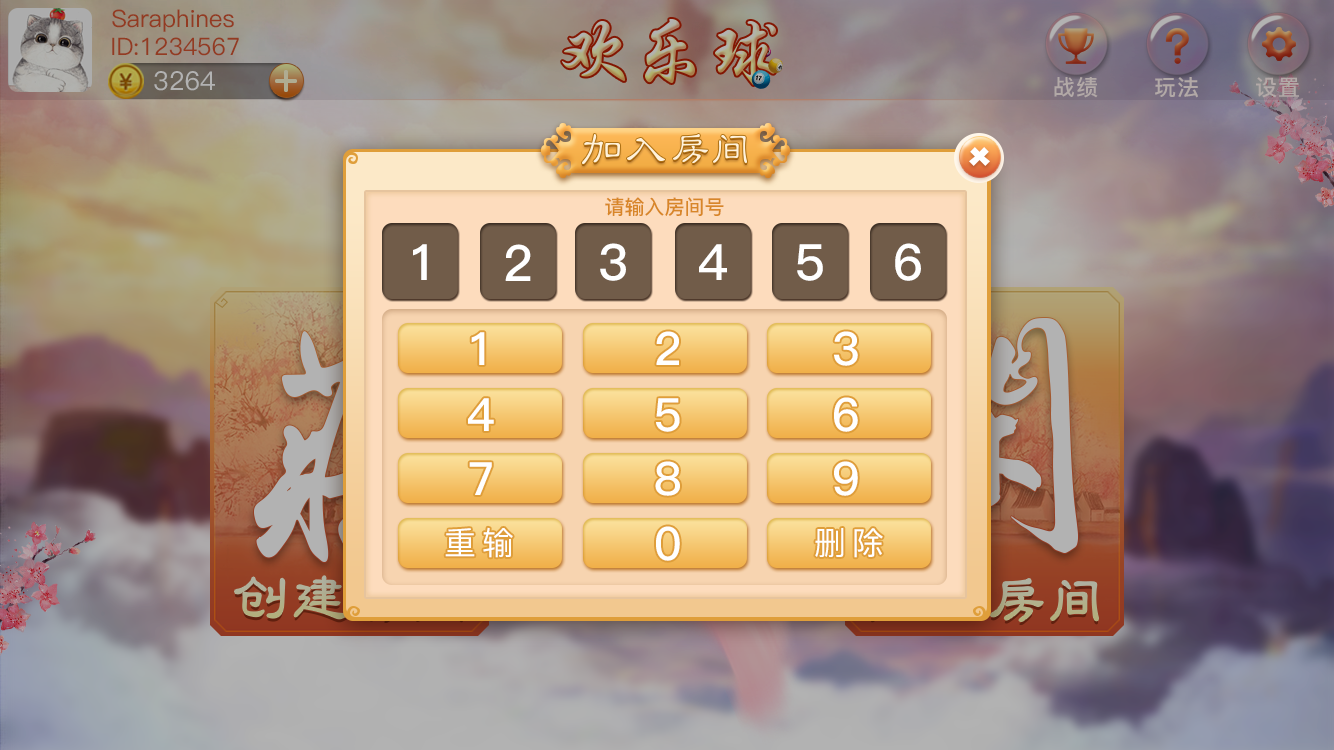 Saraphines
ID:1234567
¥ 3264
欢乐球
17
战绩 玩法 设置
加入房间
请输入房间号
1 2 3 4 5 6
1 2 3
4 5 6
7 8 9
重输 0 删除
创建
房间